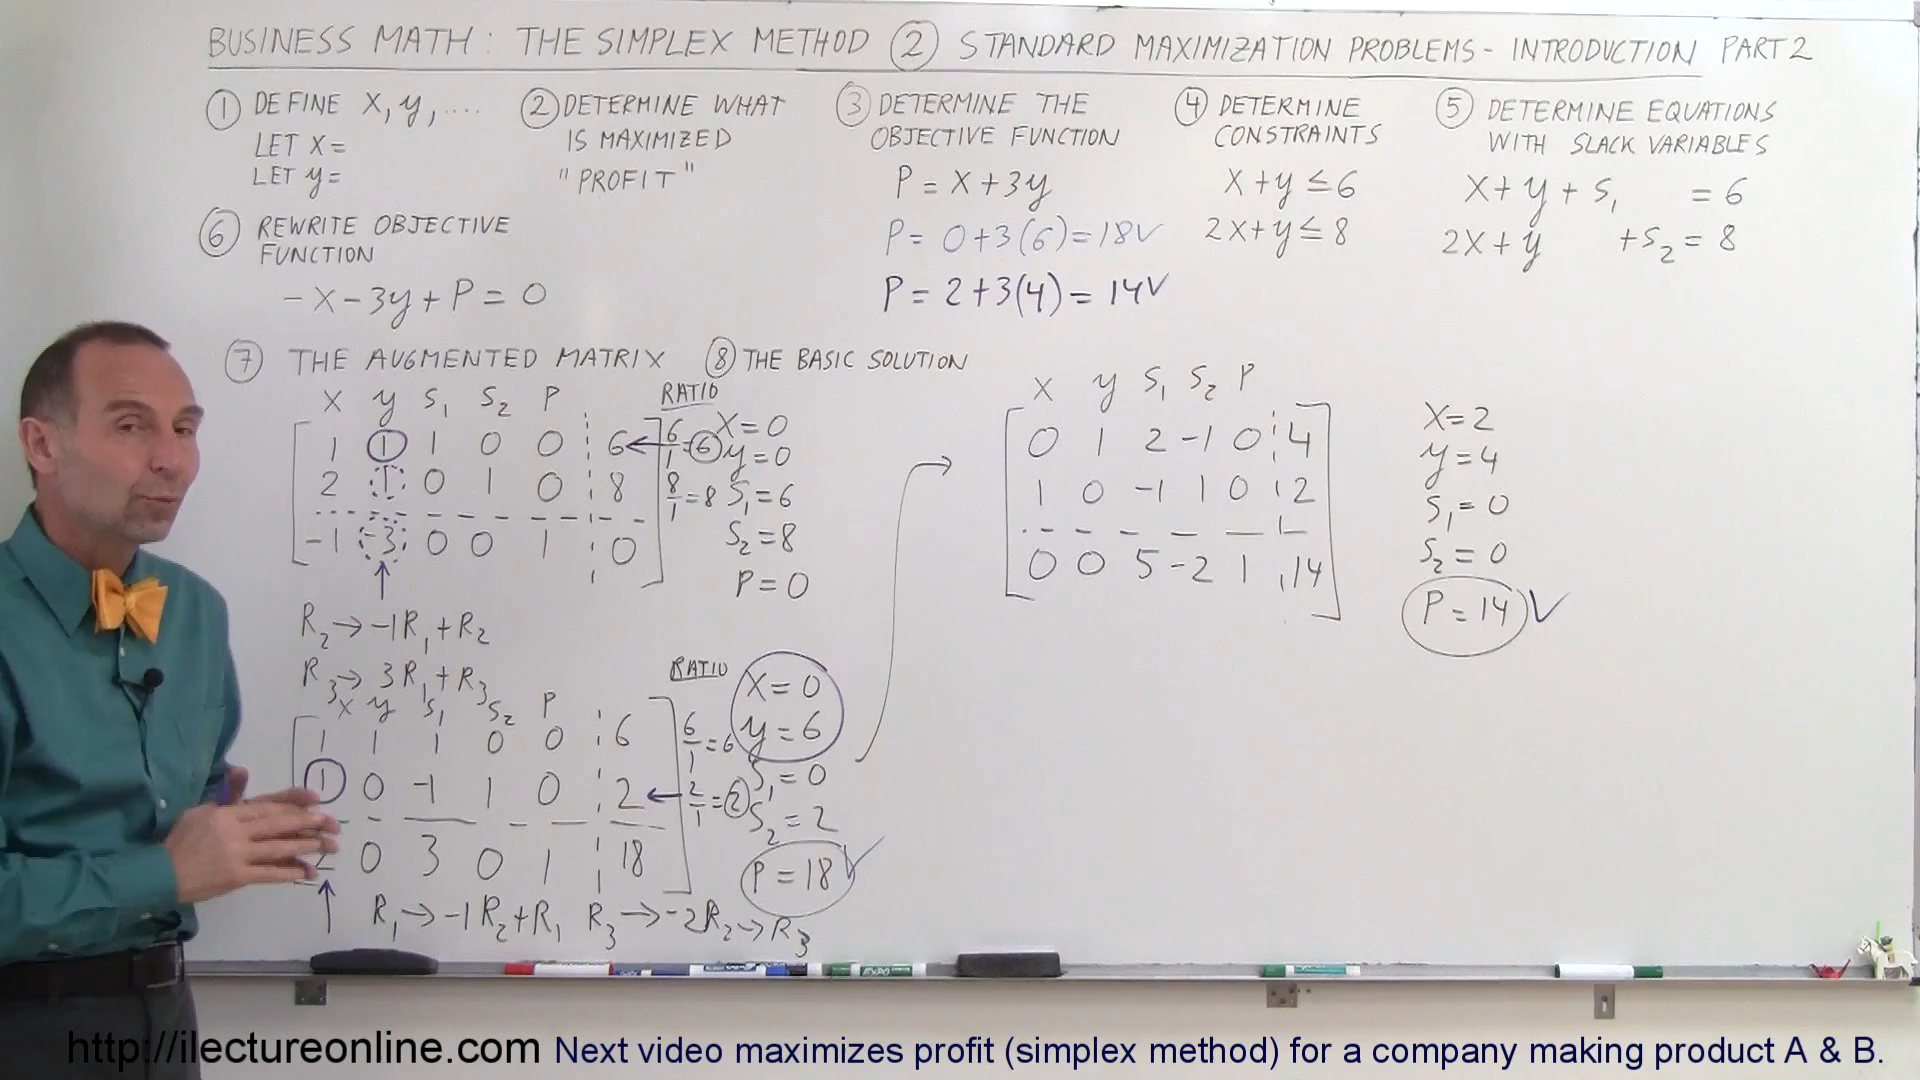 BUSINESS MATH: THE SIMPLEX METHOD ② STANDARD MAXIMIZATION PROBLEMS - INTRODUCTION PART 2
① DEFINE X, y, ....
LET X =
LET y =
② DETERMINE WHAT
IS MAXIMIZED
"PROFIT"
③ DETERMINE THE
OBJECTIVE FUNCTION
P = X + 3y
P = 0 + 3(6) = 18 √
P = 2 + 3(4) = 14 √
④ DETERMINE
CONSTRAINTS
X + y ≤ 6
2X + y ≤ 8
⑤ DETERMINE EQUATIONS
WITH SLACK VARIABLES
X + y + S₁ = 6
2X + y + S₂ = 8
⑥ REWRITE OBJECTIVE
FUNCTION
-X - 3y + P = 0
⑦ THE AUGMENTED MATRIX
X y S₁ S₂ P
1 1 1 0 0 6
2 1 0 1 0 8
-1 -3 0 0 1 0
RATIO
6/1 = 6
8/1 = 8
⑧ THE BASIC SOLUTION
X = 0
y = 0
S₁ = 6
S₂ = 8
P = 0
R₂ → -1R₁ + R₂
R₃ → 3R₁ + R₃
X y S₁ S₂ P
1 1 1 0 0 6
1 0 -1 1 0 2
2 0 3 0 1 18
RATIO
6/1 = 6
2/1 = 2
X = 0
y = 6
S₁ = 0
S₂ = 2
P = 18 √
R₁ → -1R₂ + R₁ R₃ → -2R₂ → R₃
X y S₁ S₂ P
0 1 2 -1 0 4
1 0 -1 1 0 2
0 0 5 -2 1 14
X = 2
y = 4
S₁ = 0
S₂ = 0
P = 14 √
EXPO
http://ilectureonline.com Next video maximizes profit (simplex method) for a company making product A & B.